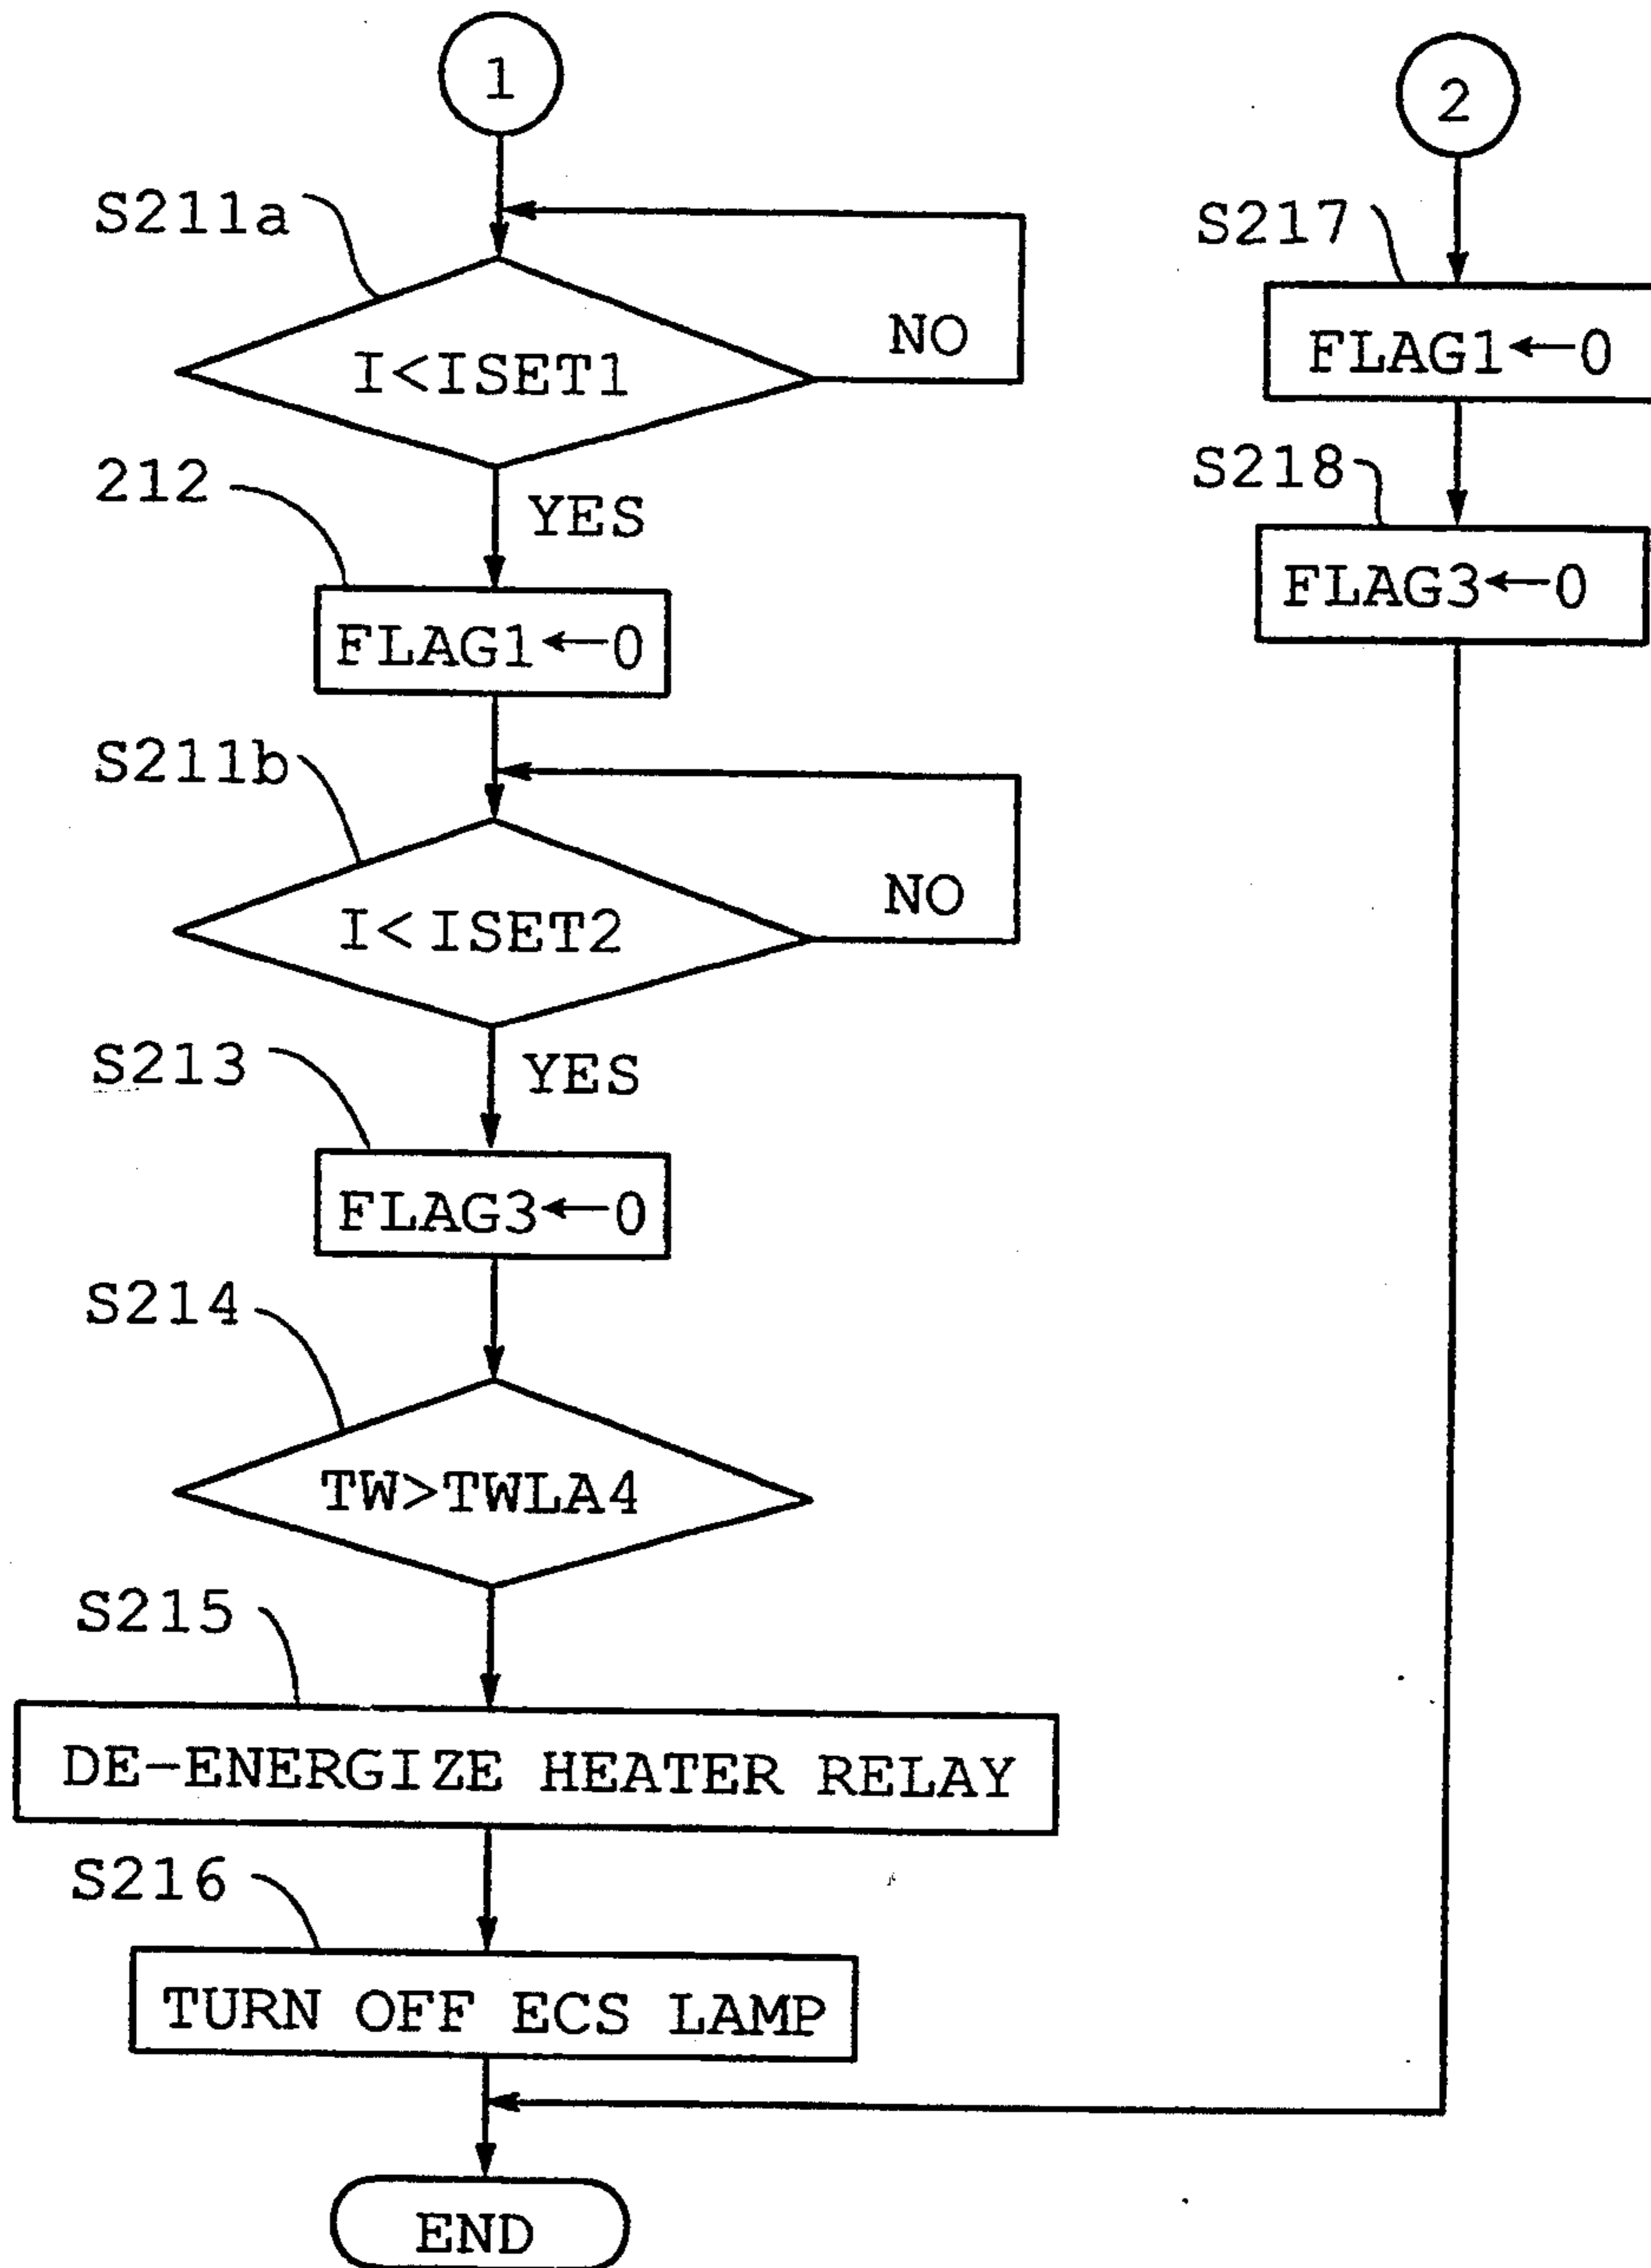 1
S211a
I<ISET1
NO
YES
212
FLAG1←0
S211b
I<ISET2
NO
YES
S213
FLAG3←0
S214
TW>TWLA4
S215
DE-ENERGIZE HEATER RELAY
S216
TURN OFF ECS LAMP
END
2
S217
FLAG1←0
S218
FLAG3←0